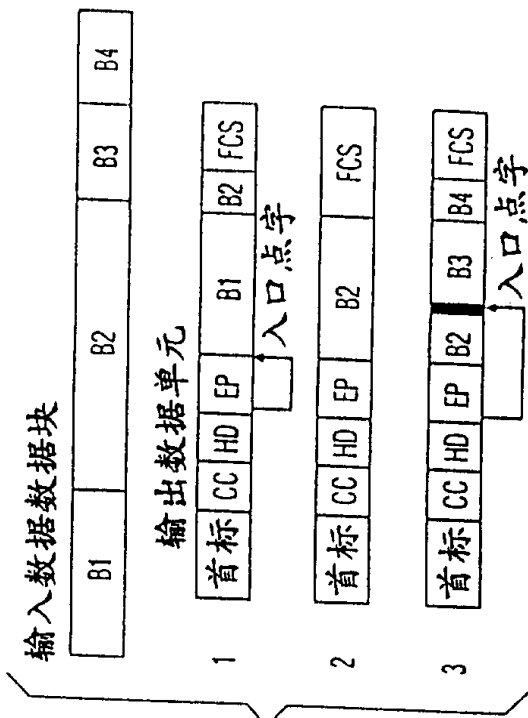 输入数据数据块
B1 B2 B3 B4
输出数据单元
1 首标 CC HD EP B1 B2 FCS
入口点字
2 首标 CC HD EP B2 FCS
3 首标 CC HD EP B2 B3 B4 FCS
入口点字